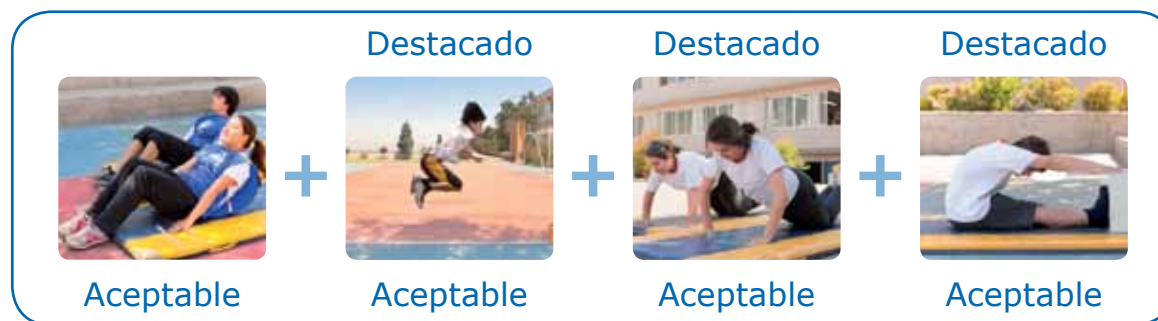 Destacado Destacado Destacado
+ + +
Aceptable Aceptable Aceptable Aceptable